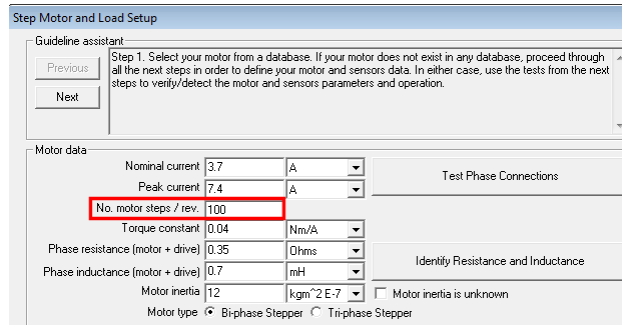 Step Motor and Load Setup
Guideline assistant
Previous
Next
Step 1. Select your motor from a database. If your motor does not exist in any database, proceed through
all the next steps in order to define your motor and sensors data. In either case, use the tests from the next
steps to verify/detect the motor and sensors parameters and operation.
Motor data
Nominal current 3.7 A
Peak current 7.4 A
Test Phase Connections
No. motor steps / rev. 100
Torque constant 0.04 Nm/A
Phase resistance (motor + drive) 0.35 Ohms
Phase inductance (motor + drive) 0.7 mH
Identify Resistance and Inductance
Motor inertia 12 kgm^2 E-7 Motor inertia is unknown
Motor type Bi-phase Stepper Tri-phase Stepper